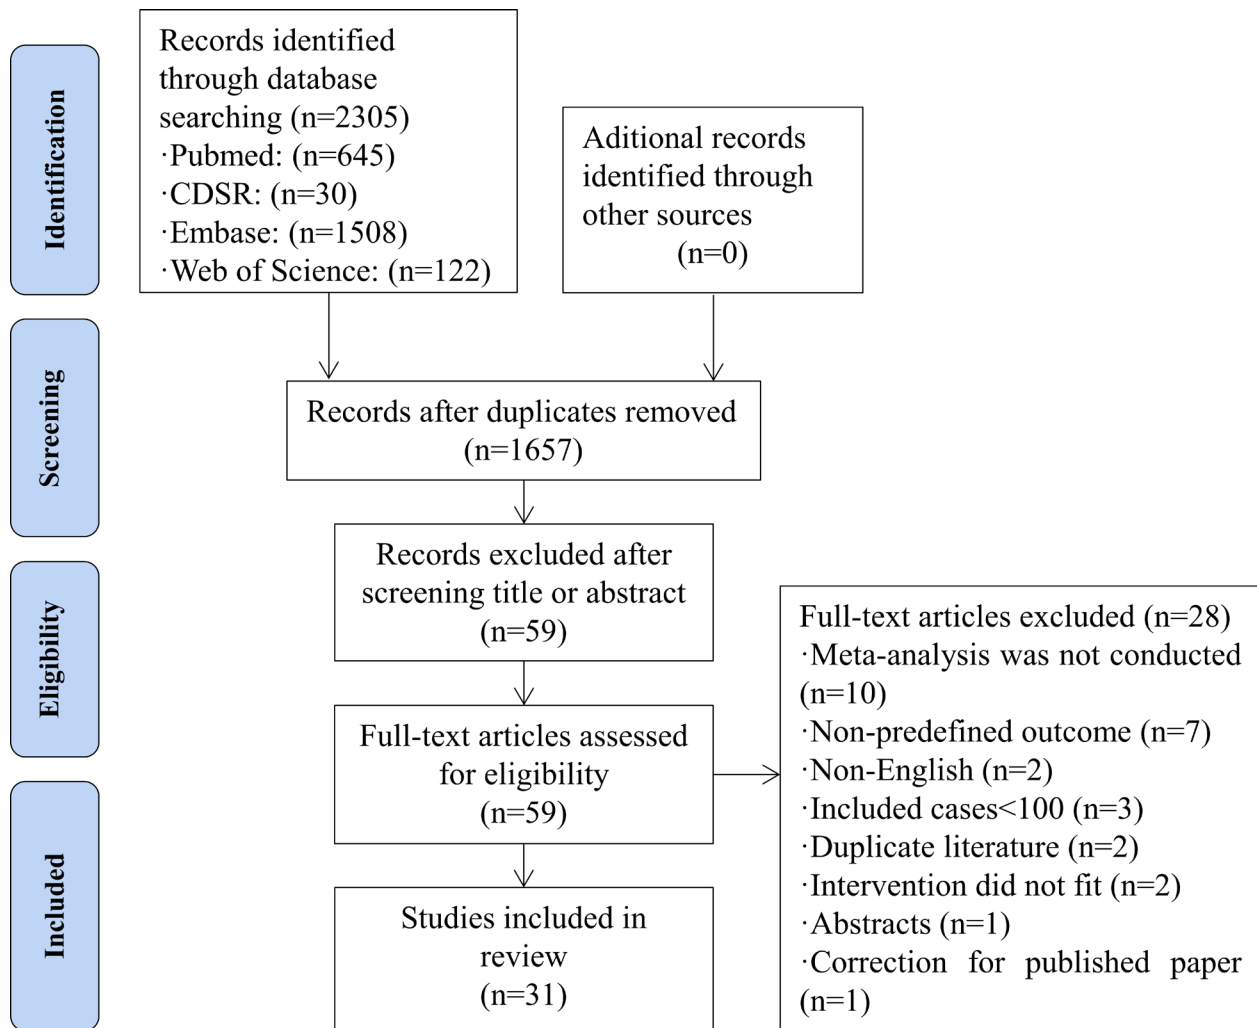 Identification
Records identified
through database
searching (n=2305)
·Pubmed: (n=645)
·CDSR: (n=30)
·Embase: (n=1508)
·Web of Science: (n=122)
Aditional records
identified through
other sources
(n=0)
Screening
Records after duplicates removed
(n=1657)
Records excluded after
screening title or abstract
(n=59)
Eligibility
Full-text articles assessed
for eligibility
(n=59)
Full-text articles excluded (n=28)
·Meta-analysis was not conducted
(n=10)
·Non-predefined outcome (n=7)
·Non-English (n=2)
·Included cases<100 (n=3)
·Duplicate literature (n=2)
·Intervention did not fit (n=2)
·Abstracts (n=1)
·Correction for published paper
(n=1)
Included
Studies included in
review
(n=31)